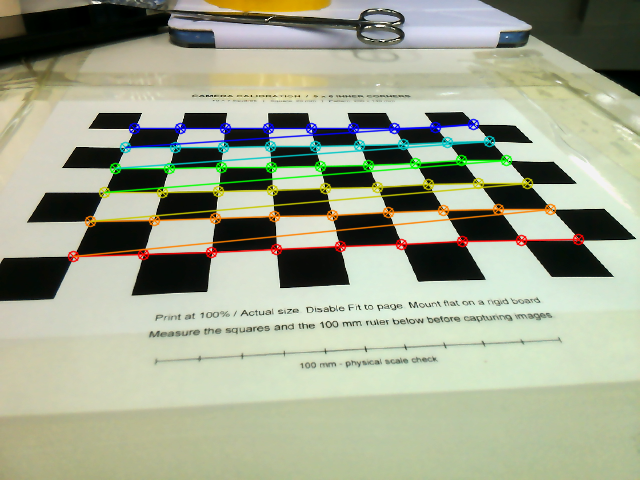 CAMERA CALIBRATION / 9 x 6 INNER CORNERS
Print at 100% / Actual size. Disable Fit to page. Mount flat on a rigid board.
Measure the squares and the 100 mm ruler below before capturing images.
100 mm - physical scale check